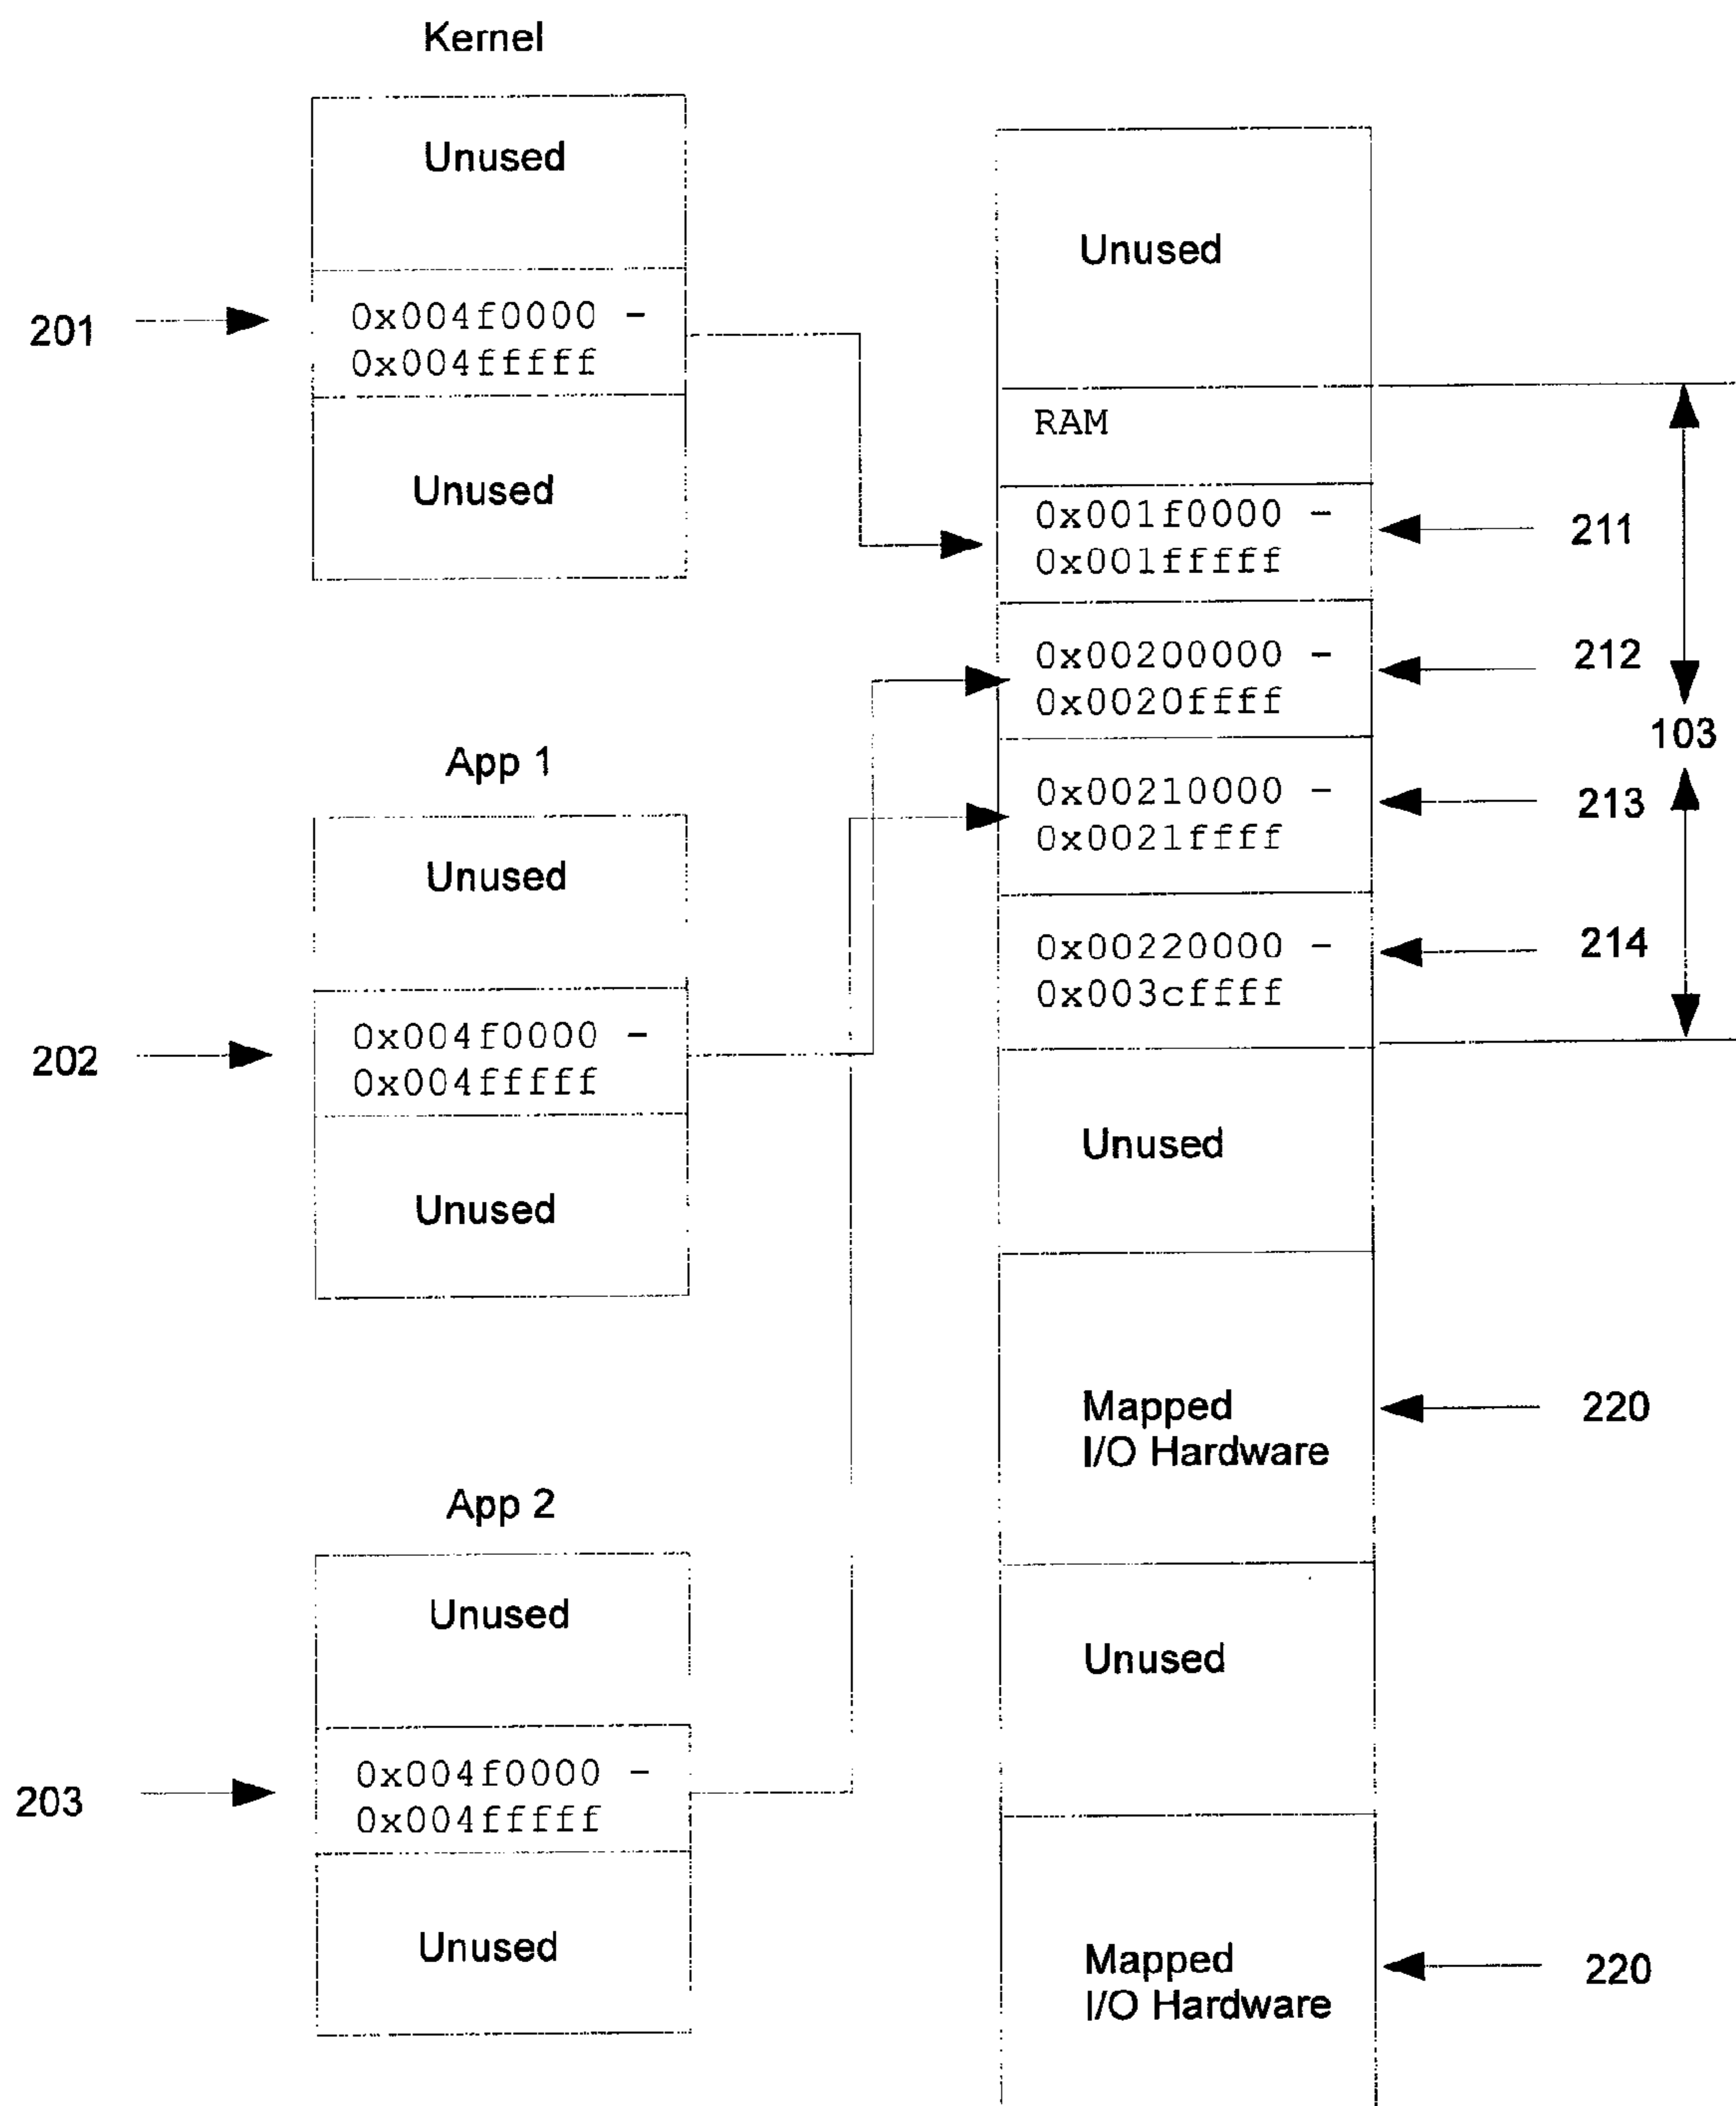 Kernel
Unused
201
0x004f0000 -
0x004fffff
Unused
App 1
Unused
202
0x004f0000 -
0x004fffff
Unused
App 2
Unused
203
0x004f0000 -
0x004fffff
Unused
Unused
RAM
0x001f0000 -
0x001fffff
211
0x00200000 -
0x0020ffff
212
103
0x00210000 -
0x0021ffff
213
0x00220000 -
0x003cffff
214
Unused
Mapped
I/O Hardware
220
Unused
Mapped
I/O Hardware
220